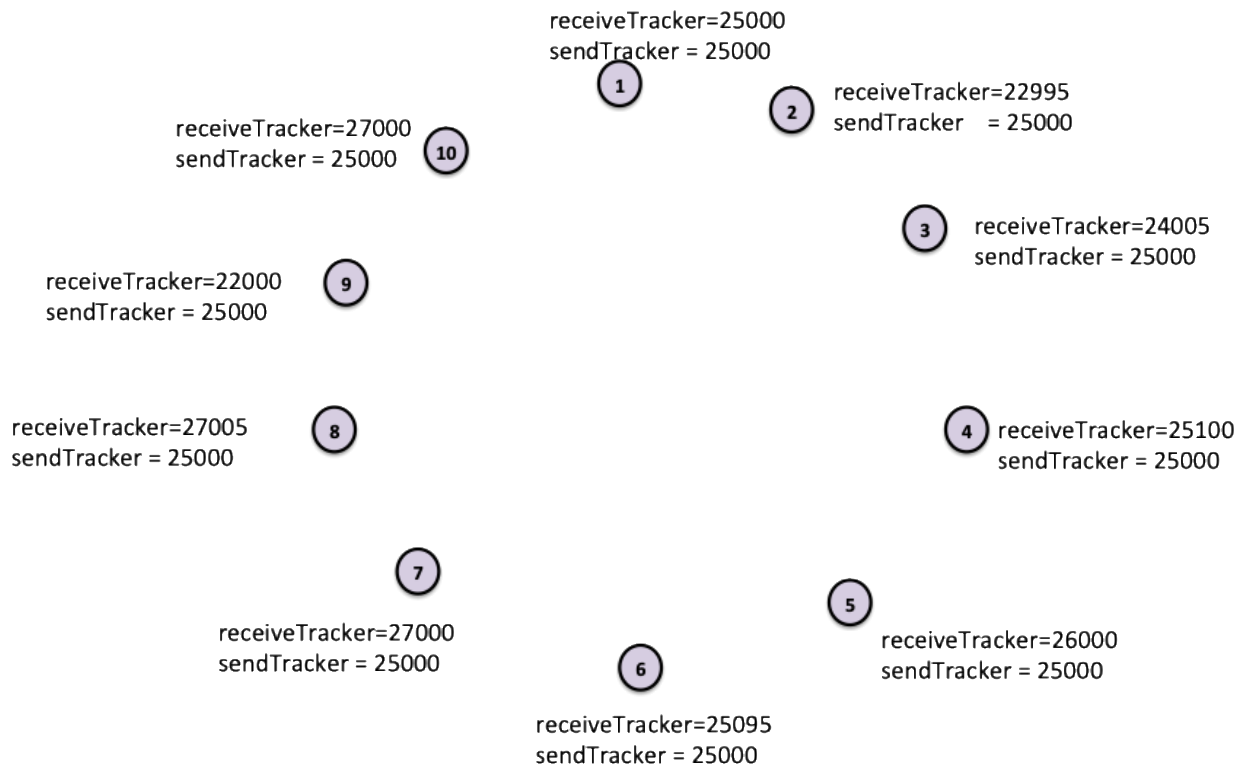 receiveTracker=25000
sendTracker = 25000
1
2
receiveTracker=22995
sendTracker = 25000
receiveTracker=27000
sendTracker = 25000
10
3
receiveTracker=24005
sendTracker = 25000
receiveTracker=22000
sendTracker = 25000
9
receiveTracker=27005
sendTracker = 25000
8
4
receiveTracker=25100
sendTracker = 25000
7
receiveTracker=27000
sendTracker = 25000
5
receiveTracker=26000
sendTracker = 25000
6
receiveTracker=25095
sendTracker = 25000